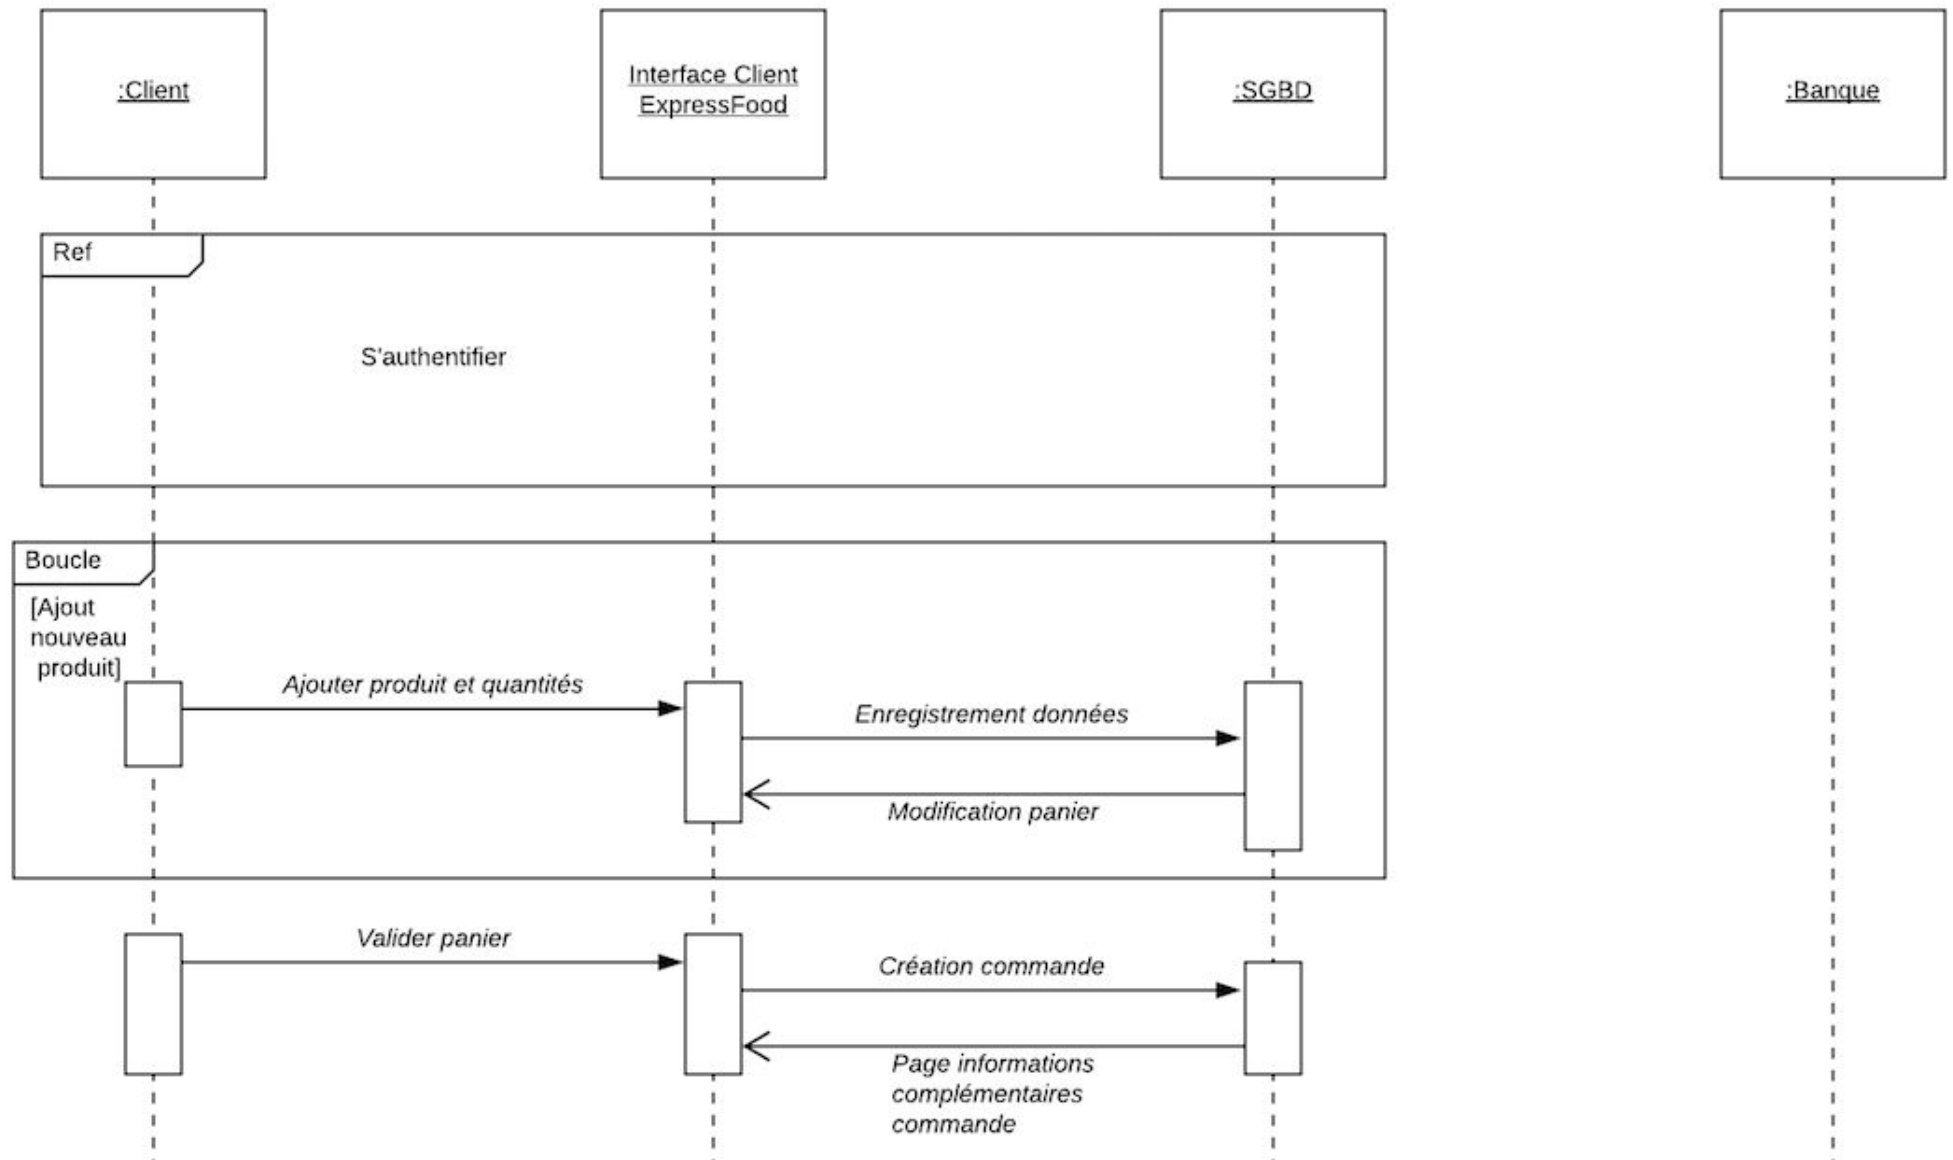 :Client
Interface Client
ExpressFood
:SGBD
:Banque
Ref
S'authentifier
Boucle
[Ajout
nouveau
produit]
Ajouter produit et quantités
Enregistrement données
Modification panier
Valider panier
Création commande
Page informations
complémentaires
commande